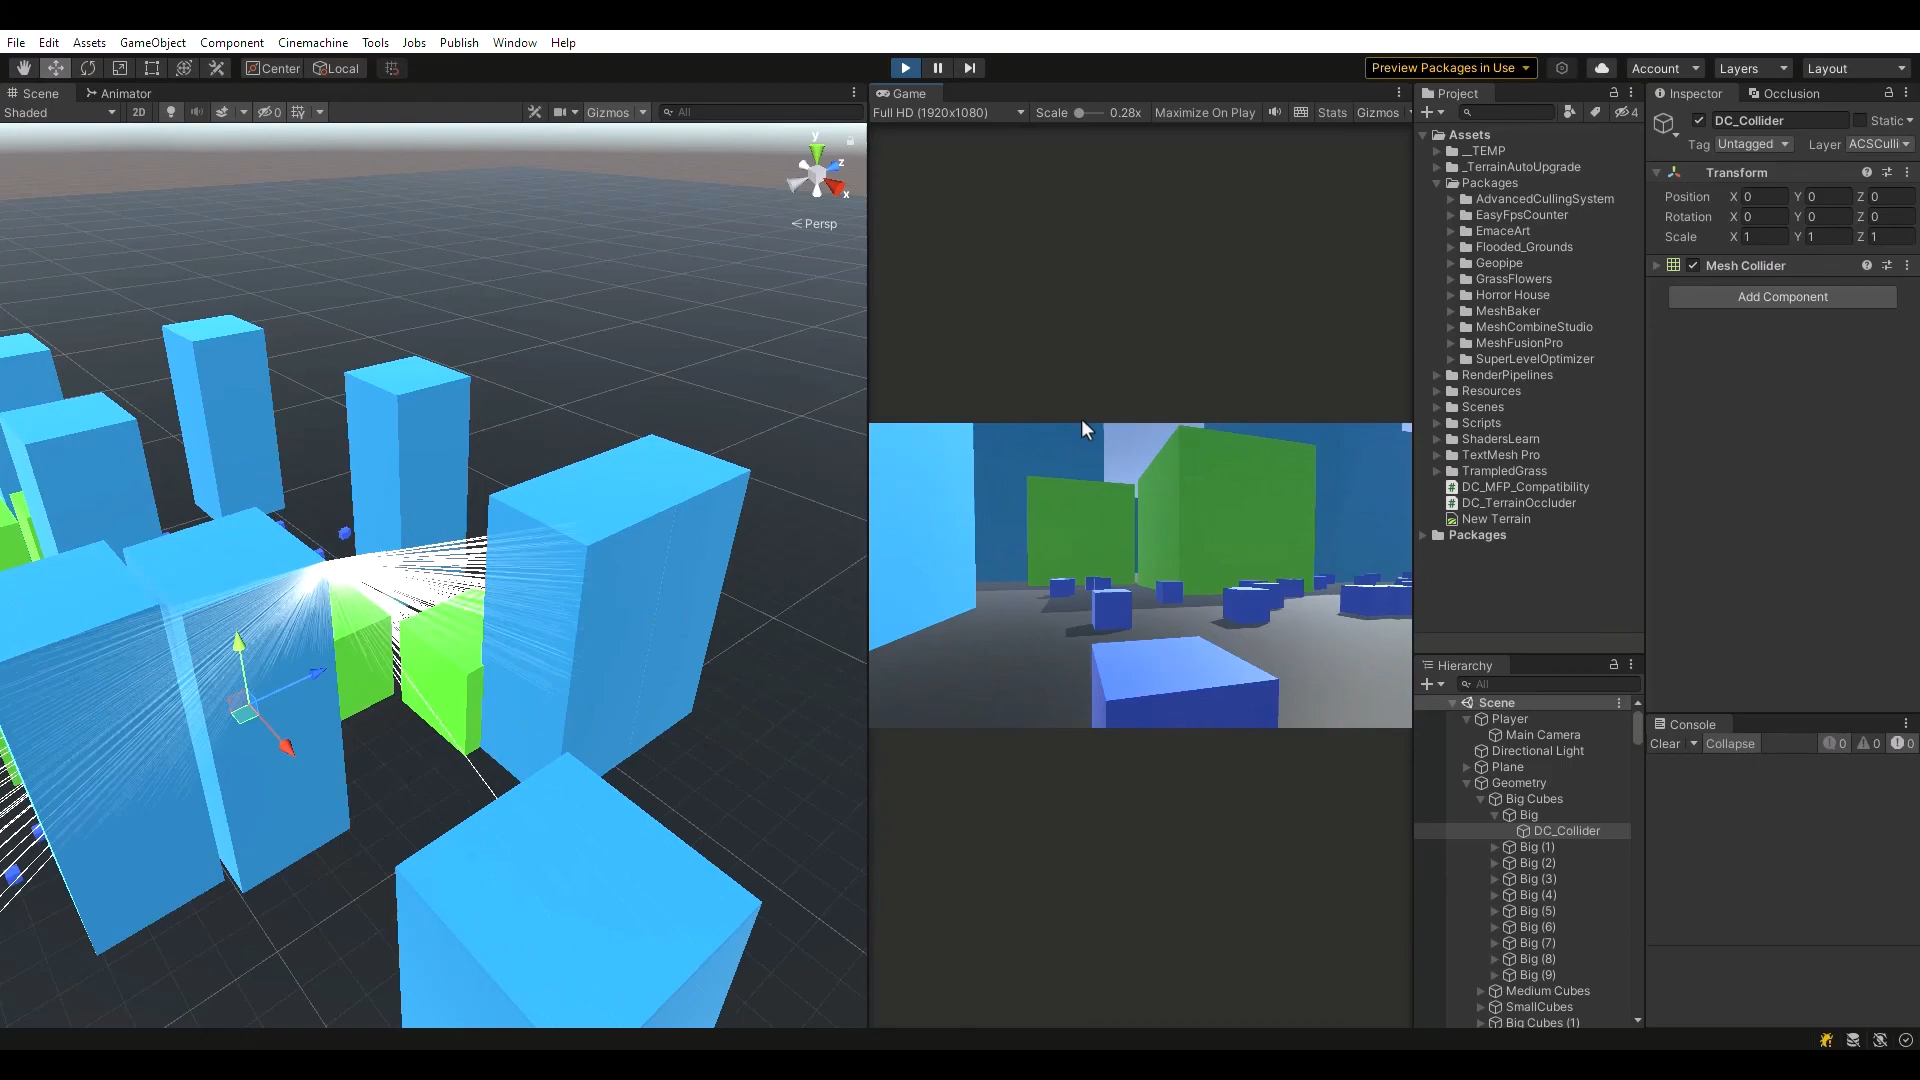 File Edit Assets GameObject Component Cinemachine Tools Jobs Publish Window Help
Center Local Preview Packages in Use Account Layers Layout
Scene Animator
Shaded 2D 0 Gizmos All
y
z
x
Persp
Game
Full HD (1920x1080) Scale 0.28x Maximize On Play Stats Gizmos
Project
4
Assets
__TEMP
_TerrainAutoUpgrade
Packages
AdvancedCullingSystem
EasyFpsCounter
EmaceArt
Flooded_Grounds
Geopipe
GrassFlowers
Horror House
MeshBaker
MeshCombineStudio
MeshFusionPro
SuperLevelOptimizer
RenderPipelines
Resources
Scenes
Scripts
ShadersLearn
TextMesh Pro
TrampledGrass
DC_MFP_Compatibility
DC_TerrainOccluder
New Terrain
Packages
Hierarchy
All
Scene
Player
Main Camera
Directional Light
Plane
Geometry
Big Cubes
Big
DC_Collider
Big (1)
Big (2)
Big (3)
Big (4)
Big (5)
Big (6)
Big (7)
Big (8)
Big (9)
Medium Cubes
SmallCubes
Big Cubes (1)
Inspector Occlusion
DC_Collider Static
Tag Untagged Layer ACSCulli
Transform
Position X 0 Y 0 Z 0
Rotation X 0 Y 0 Z 0
Scale X 1 Y 1 Z 1
Mesh Collider
Add Component
Console
Clear Collapse 0 0 0